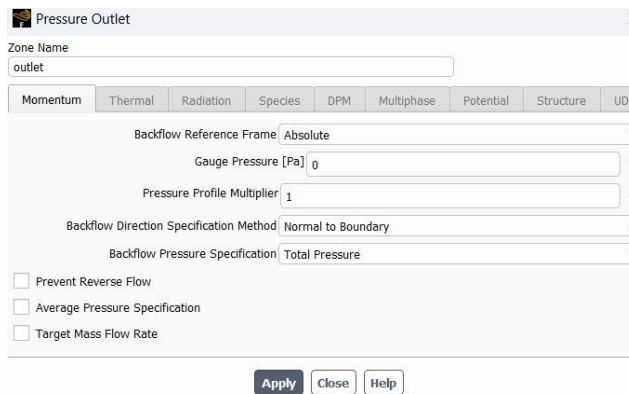 Pressure Outlet
Zone Name
outlet
Momentum Thermal Radiation Species DPM Multiphase Potential Structure UD
Backflow Reference Frame Absolute
Gauge Pressure [Pa] 0
Pressure Profile Multiplier 1
Backflow Direction Specification Method Normal to Boundary
Backflow Pressure Specification Total Pressure
Prevent Reverse Flow
Average Pressure Specification
Target Mass Flow Rate
Apply Close Help